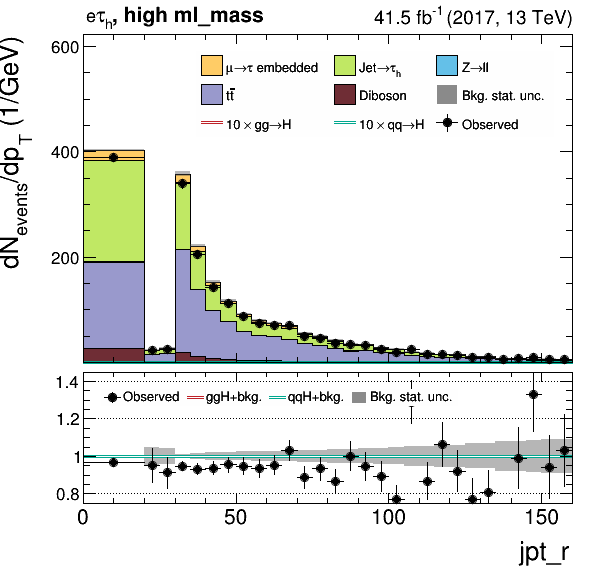 eτh, high ml_mass 41.5 fb⁻¹ (2017, 13 TeV)
dNevents/dpT (1/GeV)
600
400
200
μ→τ embedded Jet→τh Z→ll
tt̄ Diboson Bkg. stat. unc.
10 × gg→H 10 × qq→H Observed
1.4
1.2
1.0
0.8
Observed ggH+bkg. qqH+bkg. Bkg. stat. unc.
0 50 100 150
jpt_r